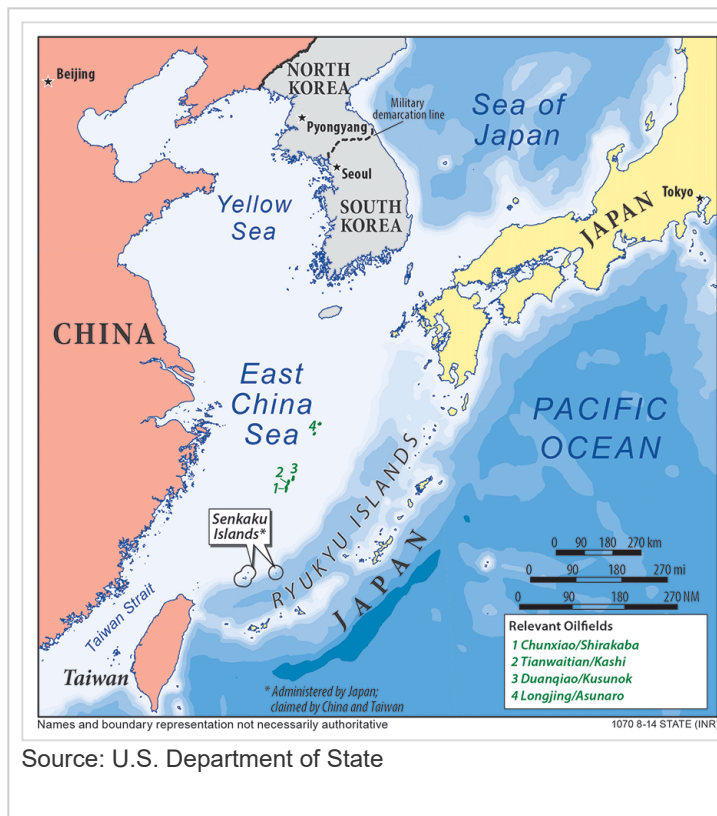 Beijing
NORTH
KOREA
Military
demarcation line
Pyongyang
Sea of
Japan
Seoul
Yellow
Sea
SOUTH
KOREA
JAPAN
Tokyo
CHINA
East
China
Sea
4
PACIFIC
OCEAN
2 3
1
Senkaku
Islands*
RYUKYU ISLANDS
JAPAN
0 90 180 270 km
0 90 180 270 mi
0 90 180 270 NM
Taiwan Strait
Taiwan
Relevant Oilfields
1 Chunxiao/Shirakaba
2 Tianwaitian/Kashi
3 Duanqiao/Kusunok
4 Longjing/Asunaro
* Administered by Japan;
claimed by China and Taiwan
Names and boundary representation not necessarily authoritative
1070 8-14 STATE (INR)
Source: U.S. Department of State